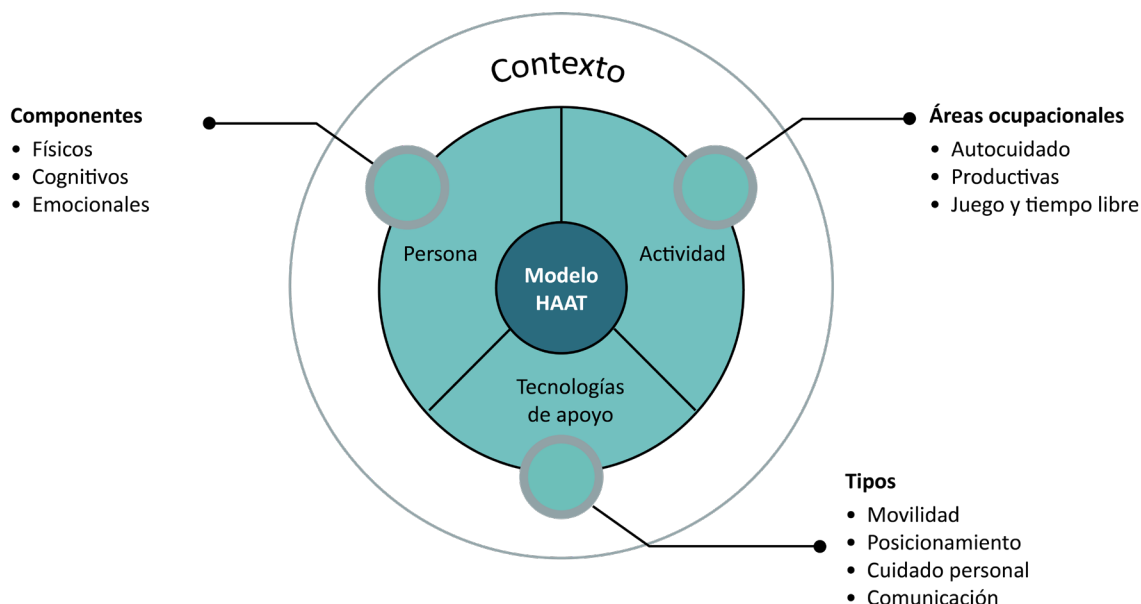 Contexto
Componentes
• Físicos
• Cognitivos
• Emocionales
Áreas ocupacionales
• Autocuidado
• Productivas
• Juego y tiempo libre
Persona
Actividad
Modelo
HAAT
Tecnologías
de apoyo
Tipos
• Movilidad
• Posicionamiento
• Cuidado personal
• Comunicación